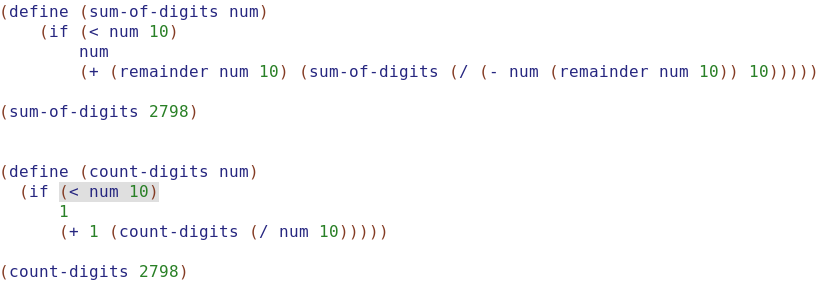 (define (sum-of-digits num)
    (if (< num 10)
        num
        (+ (remainder num 10) (sum-of-digits (/ (- num (remainder num 10)) 10)))))

(sum-of-digits 2798)


(define (count-digits num)
  (if (< num 10)
      1
      (+ 1 (count-digits (/ num 10)))))

(count-digits 2798)